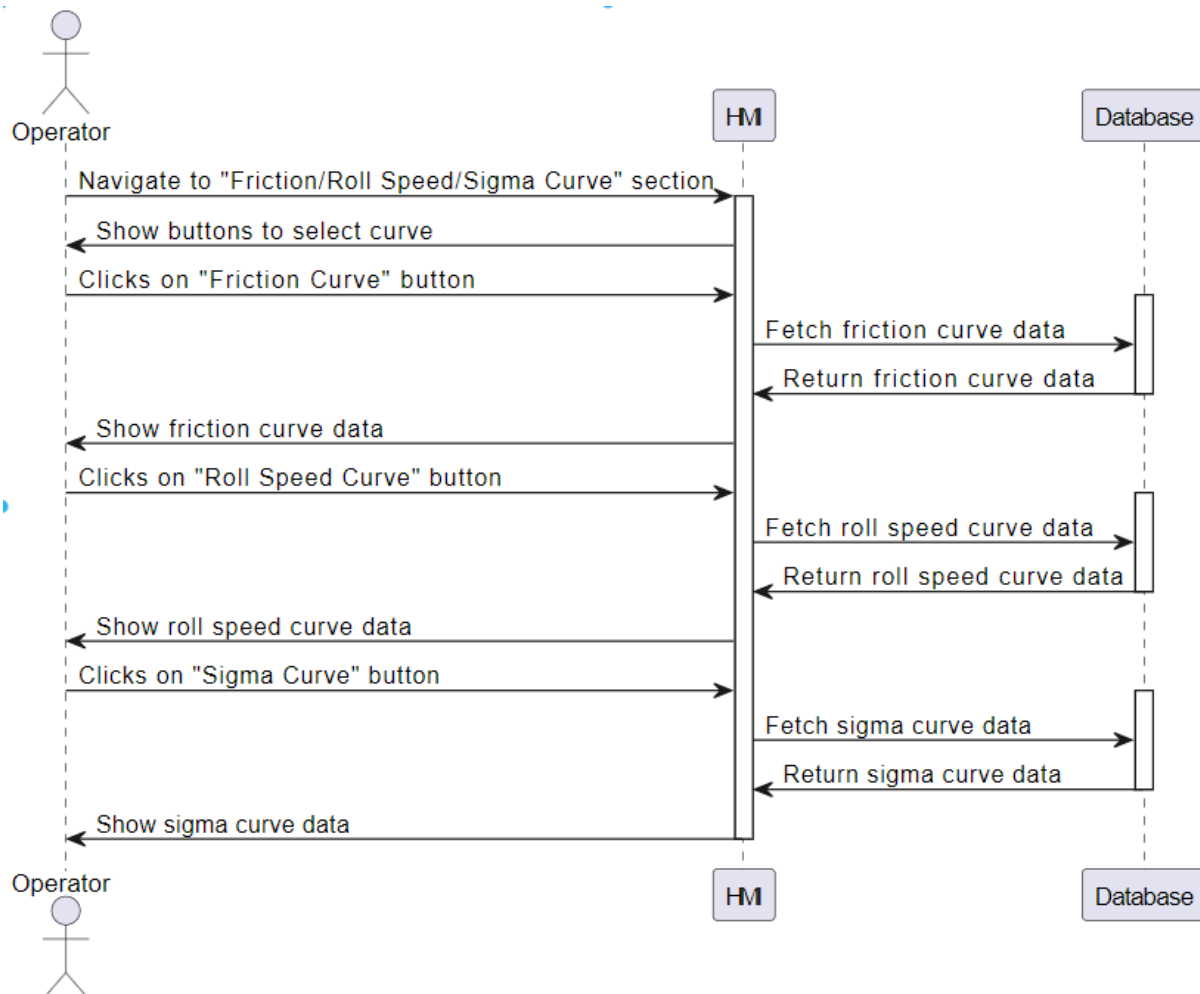 Operator
HMI
Database
Navigate to "Friction/Roll Speed/Sigma Curve" section
Show buttons to select curve
Clicks on "Friction Curve" button
Fetch friction curve data
Return friction curve data
Show friction curve data
Clicks on "Roll Speed Curve" button
Fetch roll speed curve data
Return roll speed curve data
Show roll speed curve data
Clicks on "Sigma Curve" button
Fetch sigma curve data
Return sigma curve data
Show sigma curve data
Operator
HMI
Database